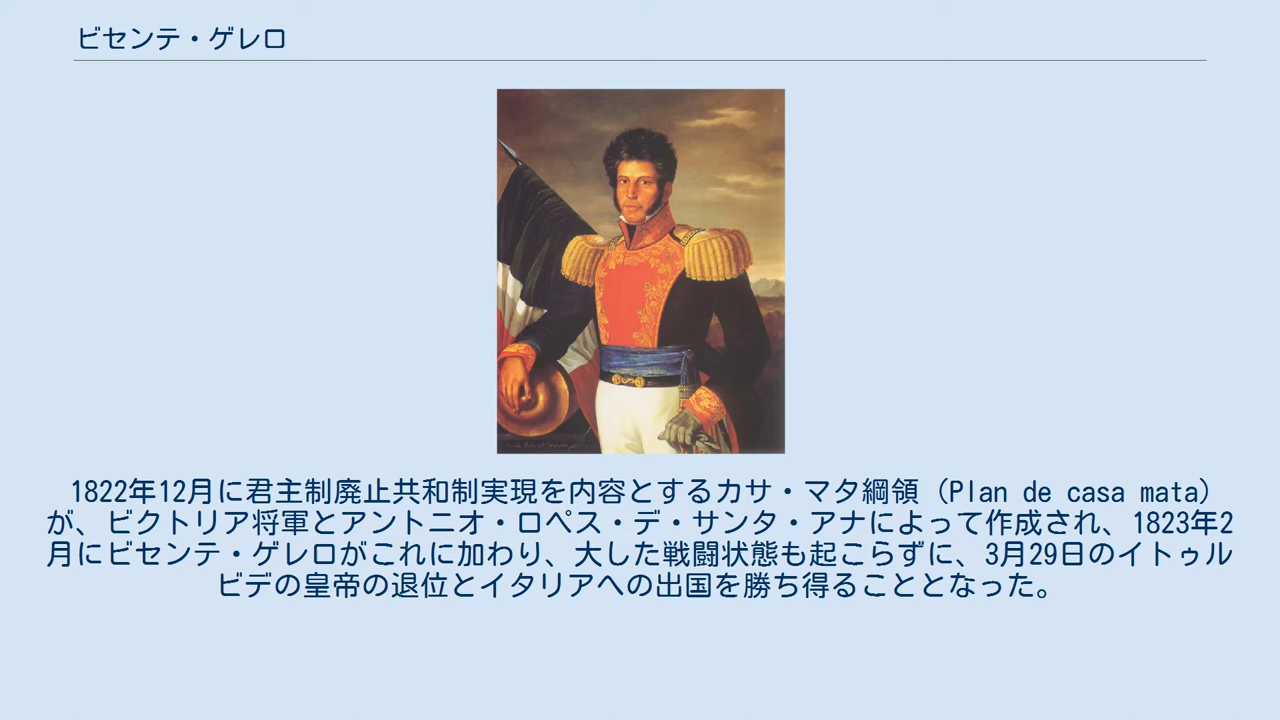 ビセンテ・ゲレロ
1822年12月に君主制廃止共和制実現を内容とするカサ・マタ綱領（Plan de casa mata）
が、ビクトリア将軍とアントニオ・ロペス・デ・サンタ・アナによって作成され、1823年2
月にビセンテ・ゲレロがこれに加わり、大した戦闘状態も起こらずに、3月29日のイトゥル
ビデの皇帝の退位とイタリアへの出国を勝ち得ることとなった。